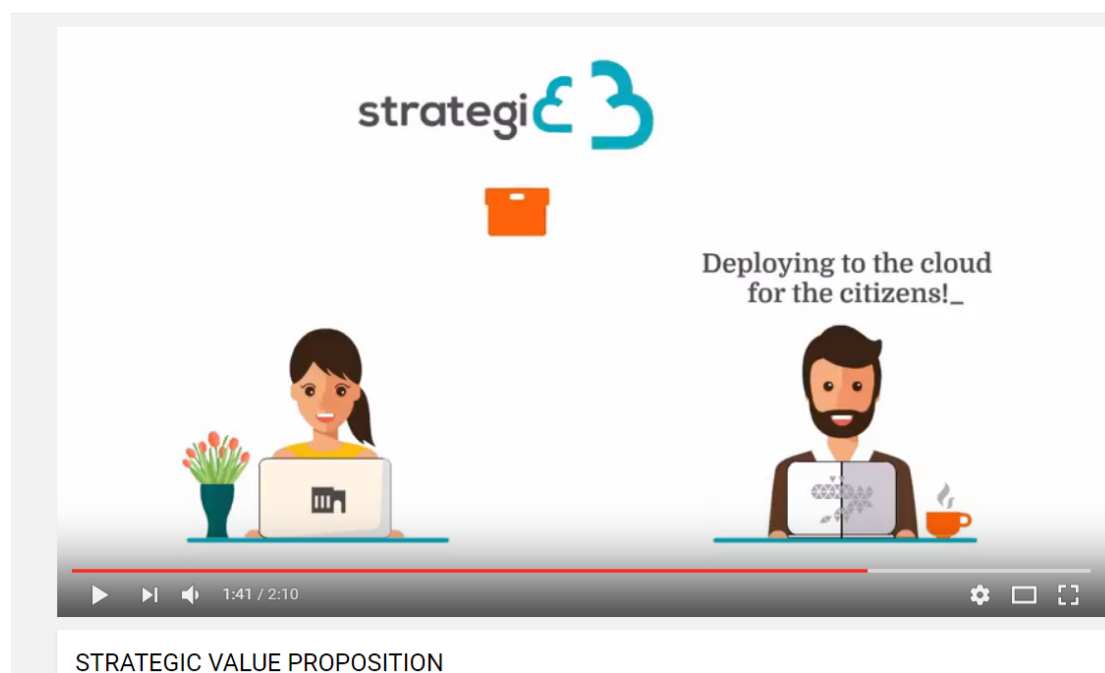 strategic
Deploying to the cloud
for the citizens!_
1:41 / 2:10
STRATEGIC VALUE PROPOSITION